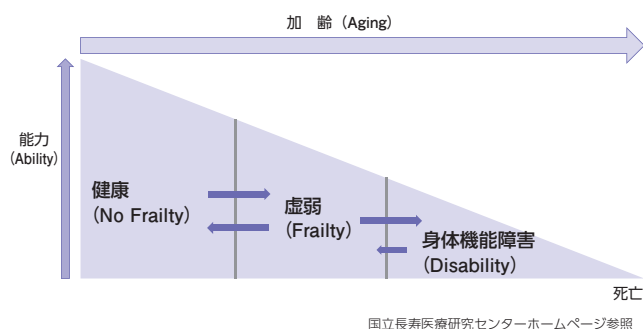 加　齢（Aging）
能力
（Ability）
健康
（No Frailty）
虚弱
（Frailty）
身体機能障害
（Disability）
死亡
国立長寿医療研究センターホームページ参照